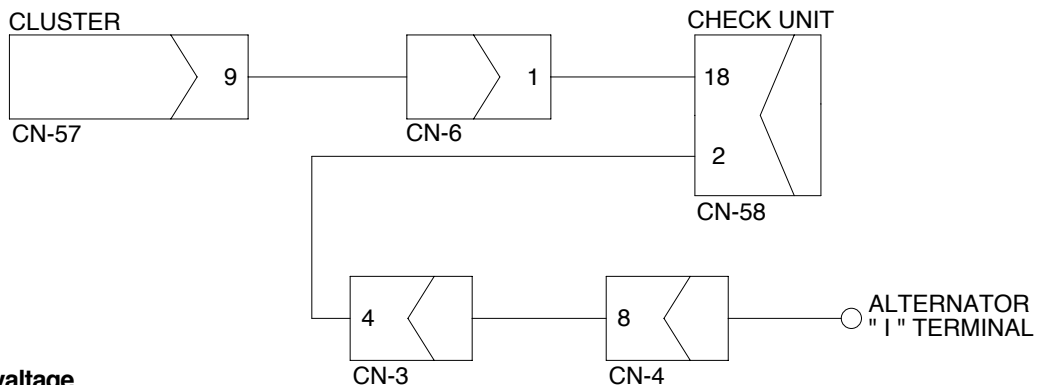 CLUSTER
CHECK UNIT
9
1
18
CN-57
CN-6
2
CN-58
4
8
ALTERNATOR
" I " TERMINAL
CN-3
CN-4